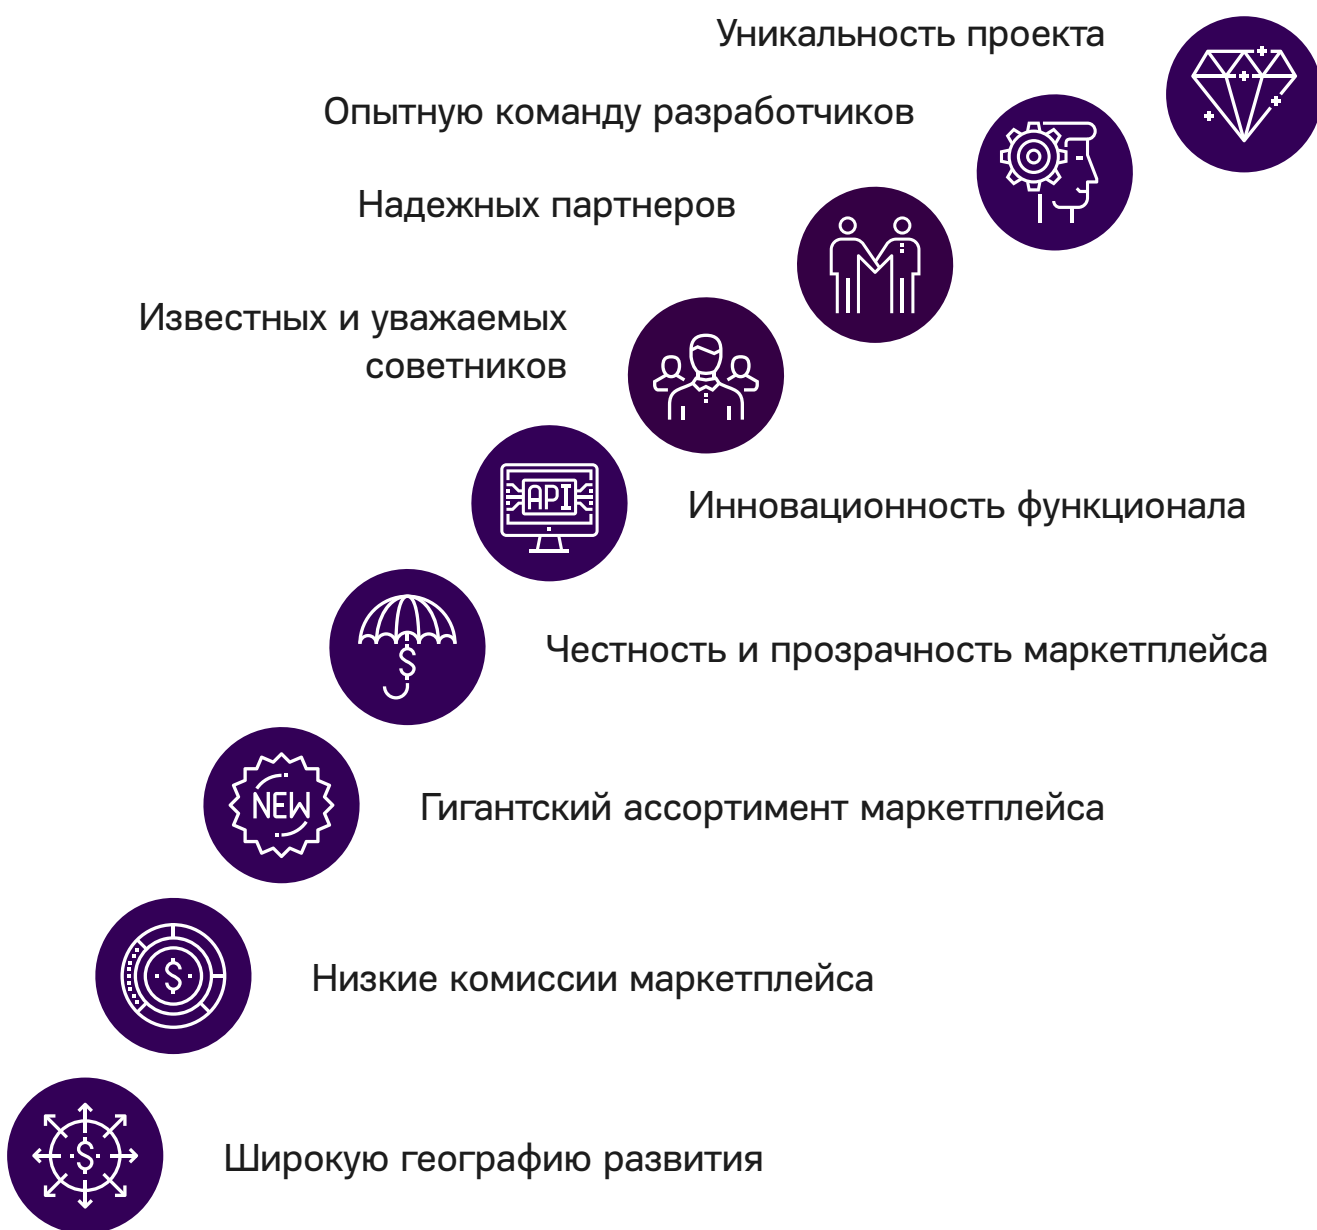 Уникальность проекта
Опытную команду разработчиков
Надежных партнеров
Известных и уважаемых
советников
API
Инновационность функционала
$
Честность и прозрачность маркетплейса
NEW
Гигантский ассортимент маркетплейса
$
Низкие комиссии маркетплейса
$
Широкую географию развития